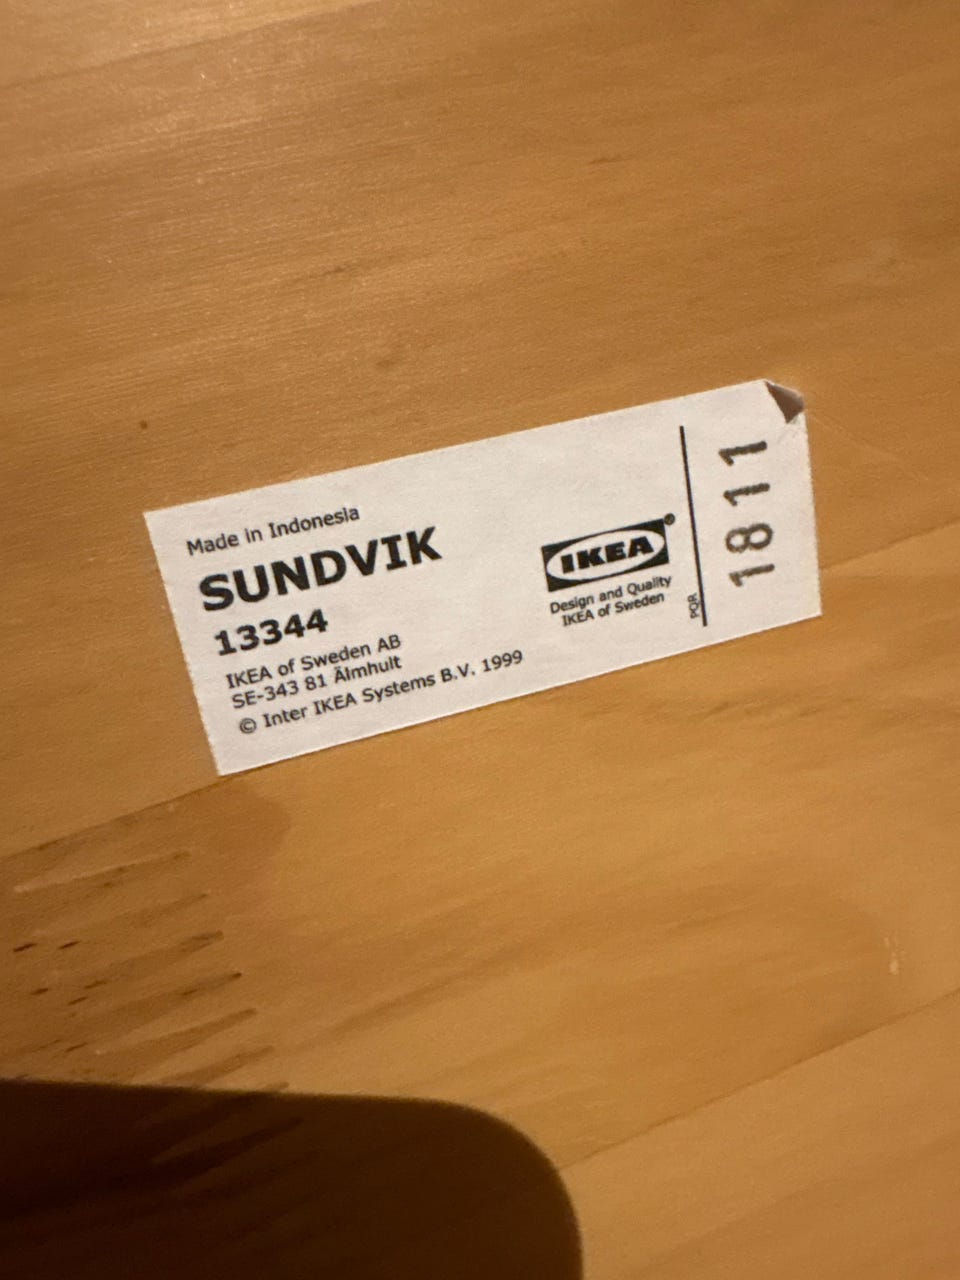 Made in Indonesia
SUNDVIK
13344
IKEA of Sweden AB
SE-343 81 Älmhult
© Inter IKEA Systems B.V. 1999
IKEA®
Design and Quality
IKEA of Sweden
PQR
1811